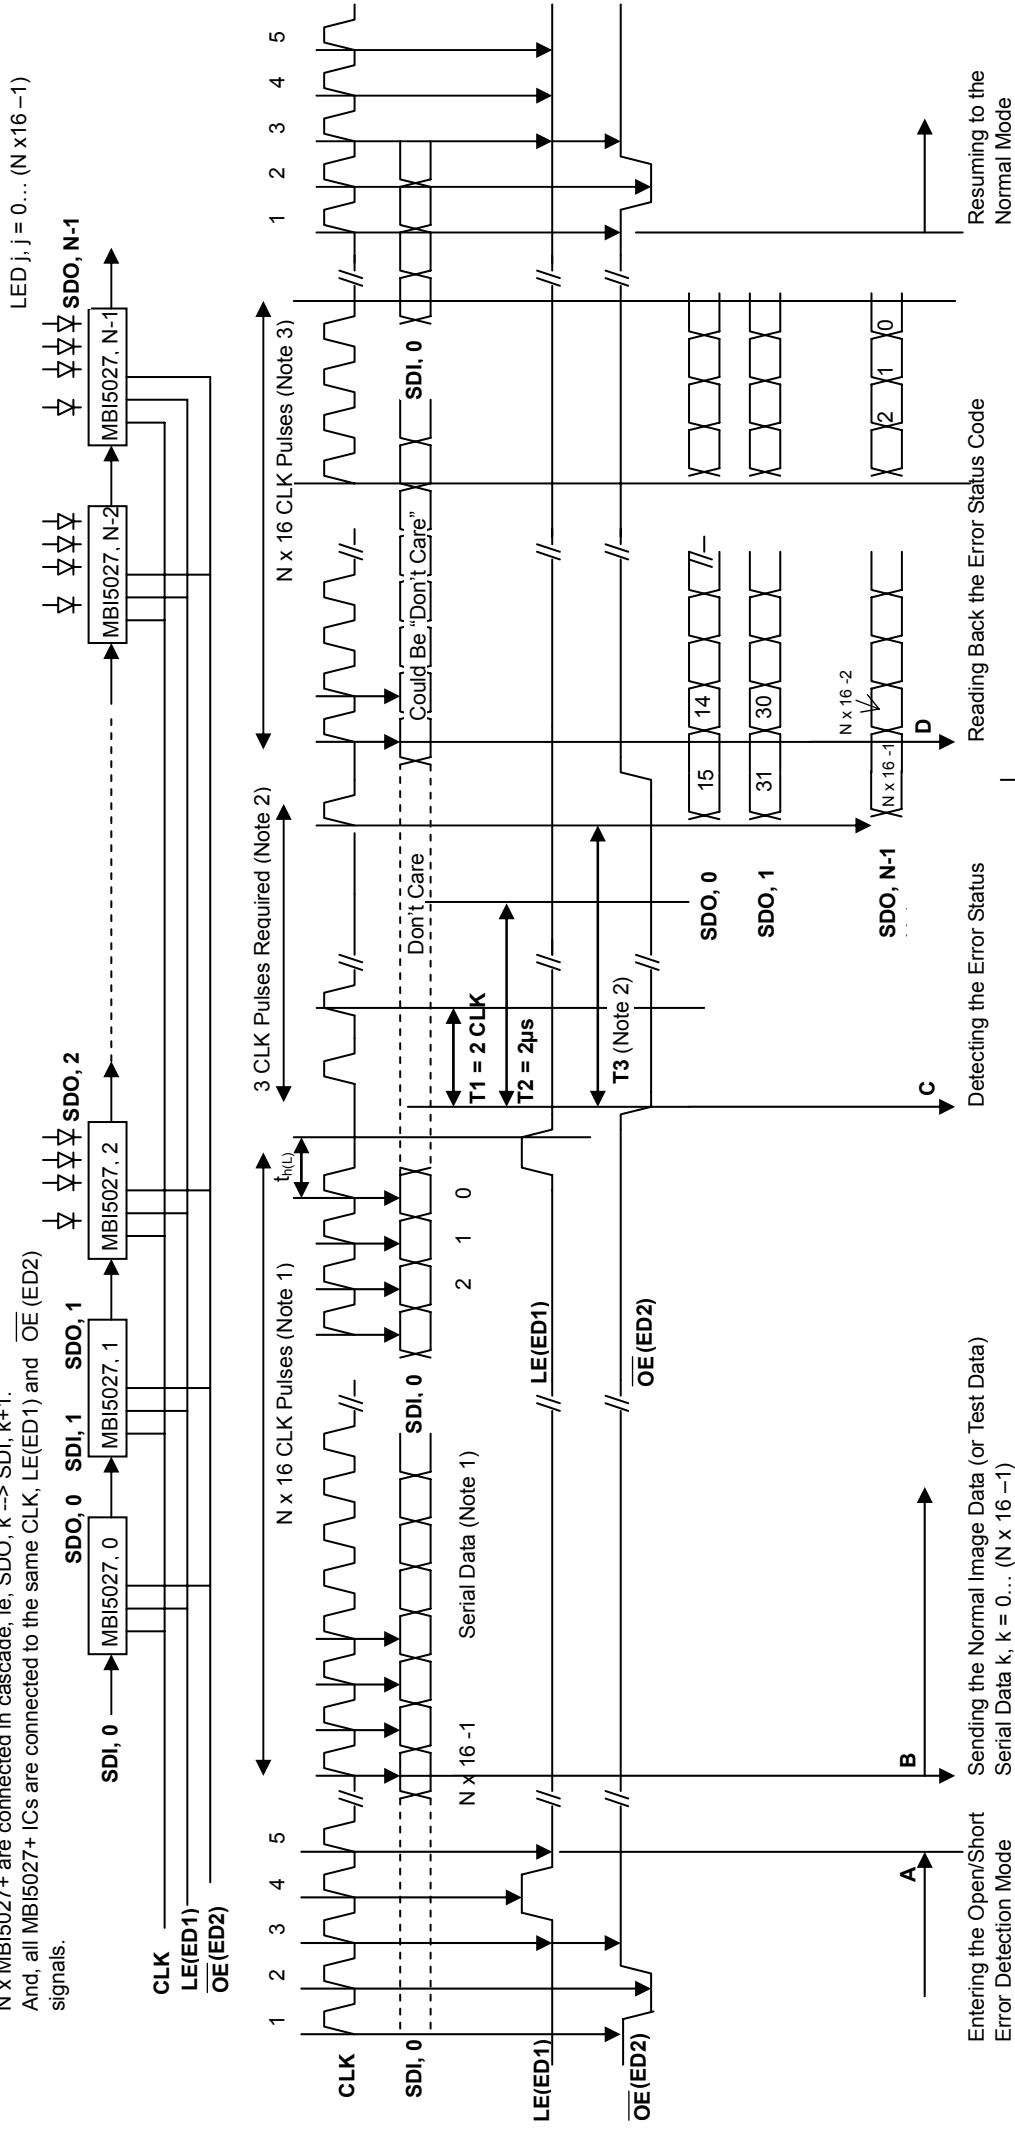 N x MBI5027+ are connected in cascade, ie, SDO, k --> SDI, k+1.
And, all MBI5027+ ICs are connected to the same CLK, LE(ED1) and OE (ED2)
signals.
LED j, j = 0… (N x16 –1)
SDI, 0
MBI5027, 0
SDO, 0
SDI, 1
MBI5027, 1
SDO, 1
MBI5027, 2
SDO, 2
MBI5027, N-2
MBI5027, N-1
SDO, N-1
CLK
LE(ED1)
OE(ED2)
N x 16 CLK Pulses (Note 1)
3 CLK Pulses Required (Note 2)
N x 16 CLK Pulses (Note 3)
1 2 3 4 5
th(L)
1 2 3 4 5
CLK
SDI, 0
SDI, 0
Don't Care
Could Be “Don't Care”
SDI, 0
N x 16 -1
Serial Data (Note 1)
2 1 0
T1 = 2 CLK
T2 = 2µs
T3 (Note 2)
LE(ED1)
LE(ED1)
OE(ED2)
OE(ED2)
SDO, 0
15 14
SDO, 1
31 30
SDO, N-1
N x 16 -1
N x 16 -2
2 1 0
A
B
C
D
Entering the Open/Short
Error Detection Mode
Sending the Normal Image Data (or Test Data)
Serial Data k, k = 0… (N x 16 –1)
Detecting the Error Status
Reading Back the Error Status Code
Resuming to the
Normal Mode